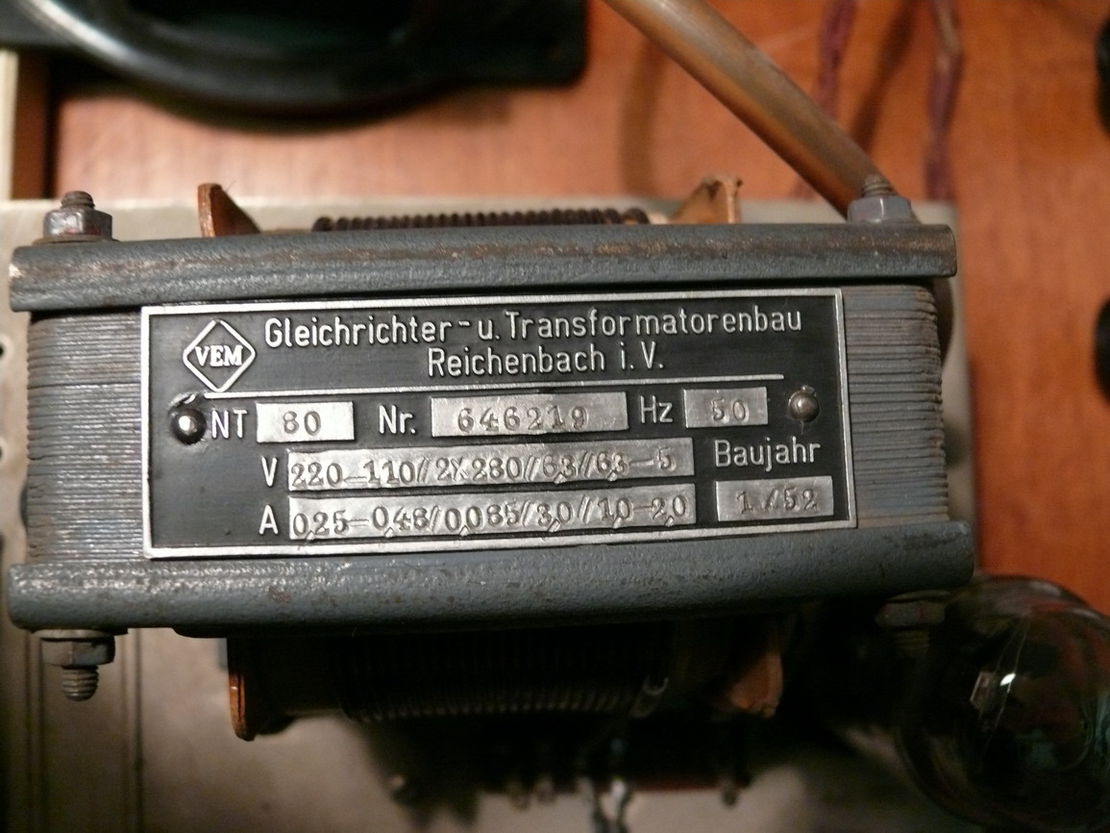 VEM
Gleichrichter- u. Transformatorenbau
Reichenbach i. V.
NT 80 Nr. 646219 Hz 50
V 220-110//2X280//6,3//6,3-5
Baujahr
A 0,25-0,48/0,085/3,0//1,0-2,0
1/52